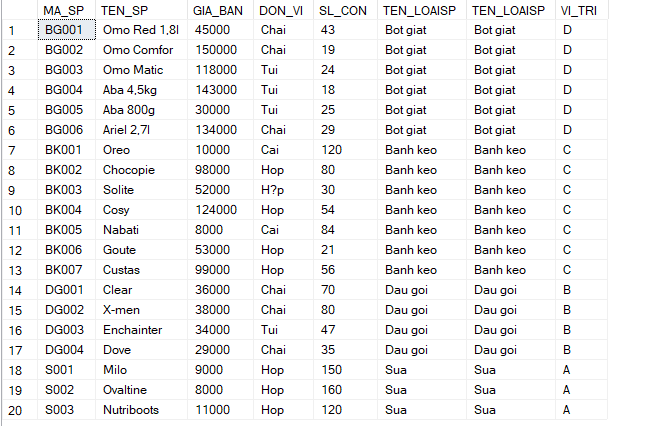 MA_SP TEN_SP GIA_BAN DON_VI SL_CON TEN_LOAISP TEN_LOAISP VI_TRI
1 BG001 Omo Red 1,8l 45000 Chai 43 Bot giat Bot giat D
2 BG002 Omo Comfor 150000 Chai 19 Bot giat Bot giat D
3 BG003 Omo Matic 118000 Tui 24 Bot giat Bot giat D
4 BG004 Aba 4,5kg 143000 Tui 18 Bot giat Bot giat D
5 BG005 Aba 800g 30000 Tui 25 Bot giat Bot giat D
6 BG006 Ariel 2,7l 134000 Chai 29 Bot giat Bot giat D
7 BK001 Oreo 10000 Cai 120 Banh keo Banh keo C
8 BK002 Chocopie 98000 Hop 80 Banh keo Banh keo C
9 BK003 Solite 52000 H?p 30 Banh keo Banh keo C
10 BK004 Cosy 124000 Hop 54 Banh keo Banh keo C
11 BK005 Nabati 8000 Cai 84 Banh keo Banh keo C
12 BK006 Goute 53000 Hop 21 Banh keo Banh keo C
13 BK007 Custas 99000 Hop 56 Banh keo Banh keo C
14 DG001 Clear 36000 Chai 70 Dau goi Dau goi B
15 DG002 X-men 38000 Chai 80 Dau goi Dau goi B
16 DG003 Enchainter 34000 Tui 47 Dau goi Dau goi B
17 DG004 Dove 29000 Chai 35 Dau goi Dau goi B
18 S001 Milo 9000 Hop 150 Sua Sua A
19 S002 Ovaltine 8000 Hop 160 Sua Sua A
20 S003 Nutriboots 11000 Hop 120 Sua Sua A